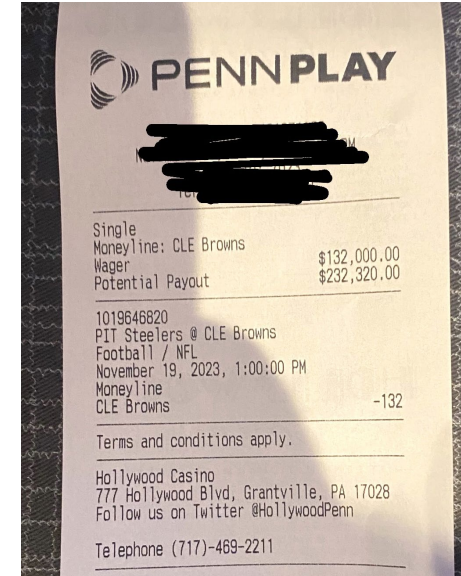 PENN PLAY
Single
Moneyline: CLE Browns
Wager $132,000.00
Potential Payout $232,320.00
1019646820
PIT Steelers @ CLE Browns
Football / NFL
November 19, 2023, 1:00:00 PM
Moneyline
CLE Browns -132
Terms and conditions apply.
Hollywood Casino
777 Hollywood Blvd, Grantville, PA 17028
Follow us on Twitter @HollywoodPenn
Telephone (717)-469-2211